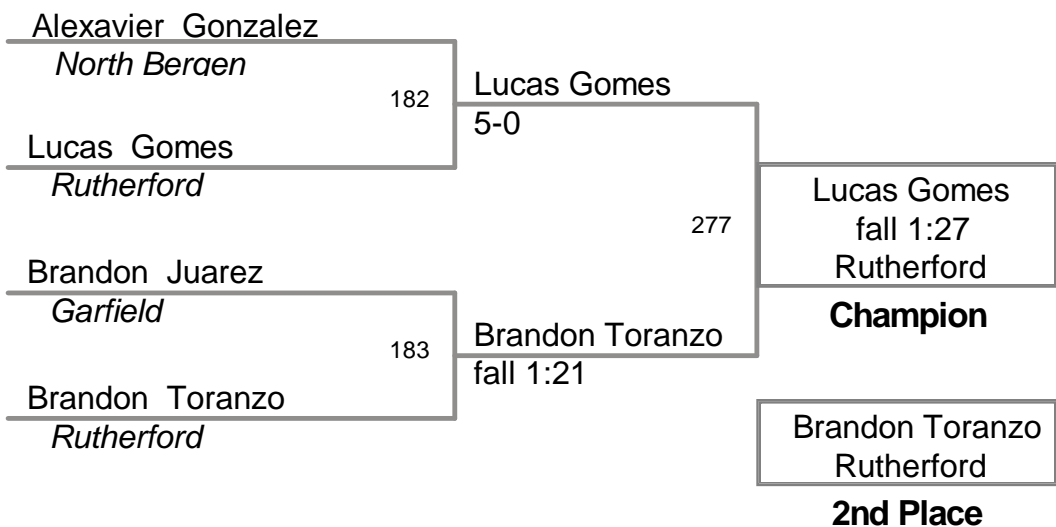 Alexavier Gonzalez
North Bergen
182
Lucas Gomes
5-0
Lucas Gomes
Rutherford
277
Lucas Gomes
fall 1:27
Rutherford
Champion
Brandon Juarez
Garfield
183
Brandon Toranzo
fall 1:21
Brandon Toranzo
Rutherford
Brandon Toranzo
Rutherford
2nd Place